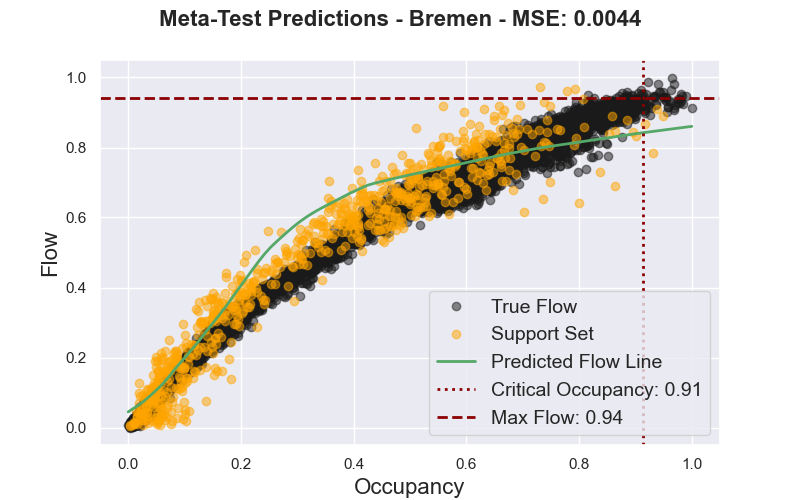 Meta-Test Predictions - Bremen - MSE: 0.0044
1.0
0.8
0.6
0.4
0.2
0.0
Flow
True Flow
Support Set
Predicted Flow Line
Critical Occupancy: 0.91
Max Flow: 0.94
0.0 0.2 0.4 0.6 0.8 1.0
Occupancy